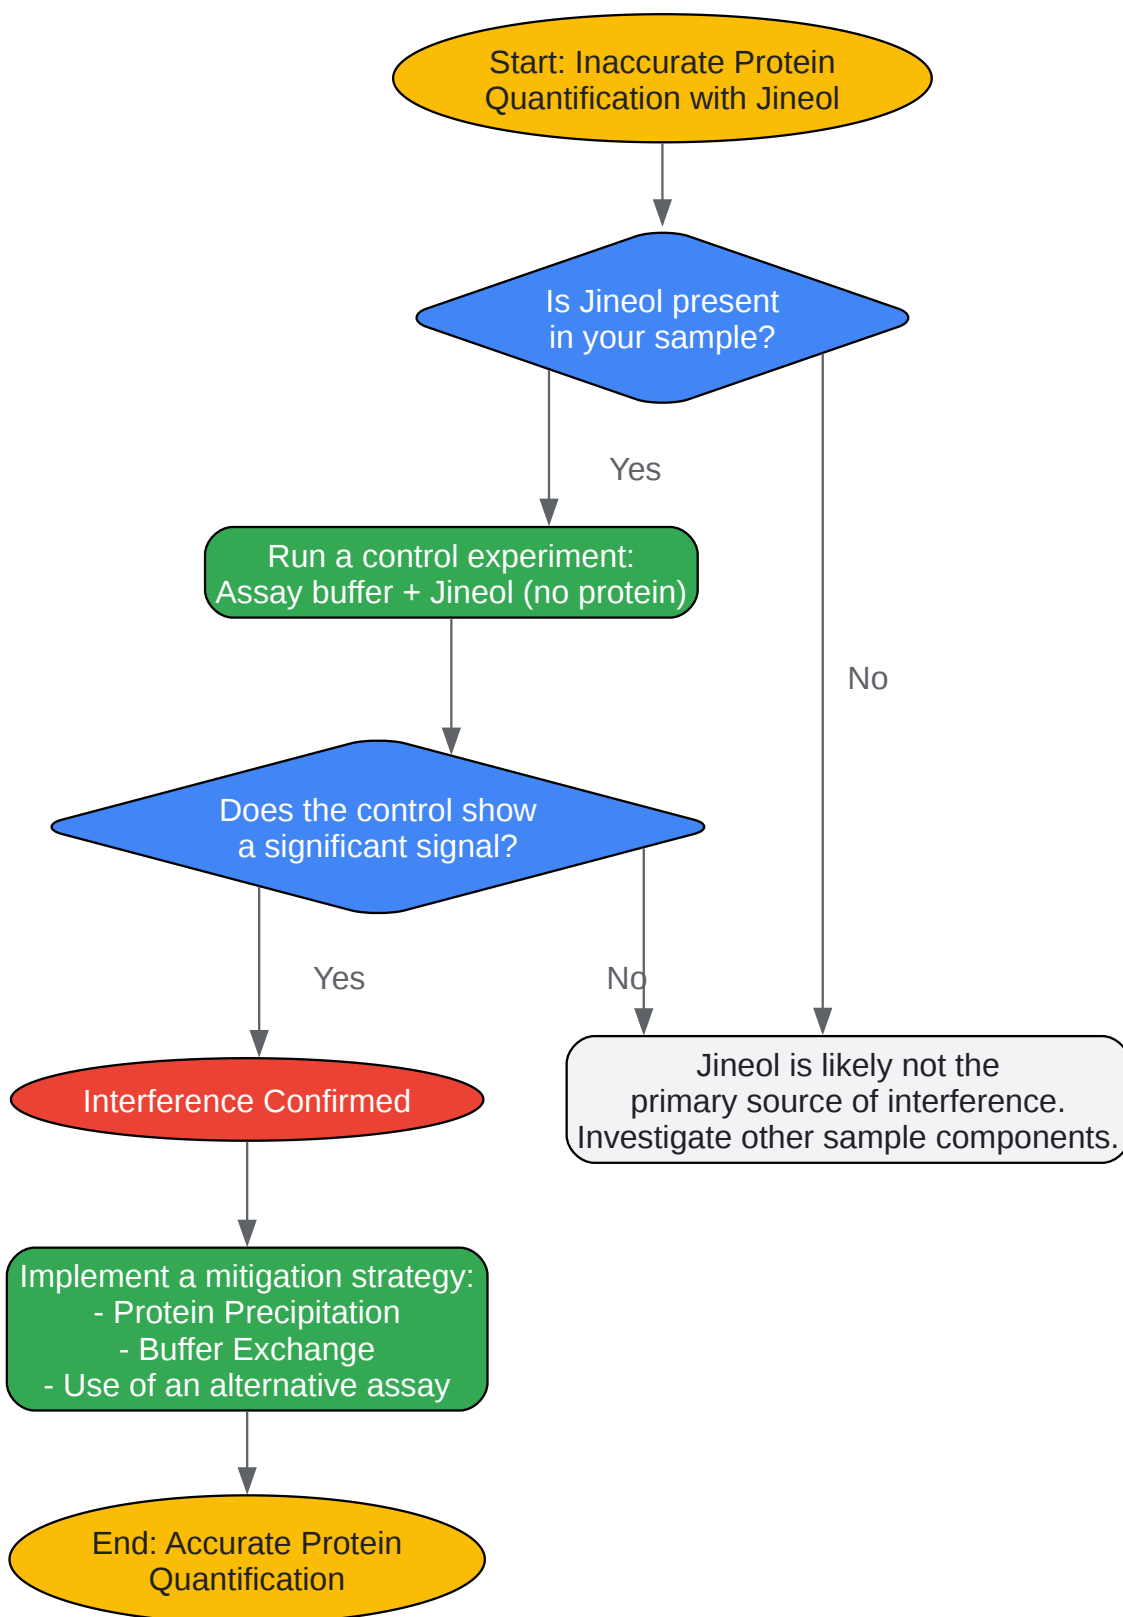 Start: Inaccurate Protein
Quantification with Jineol
Is Jineol present
in your sample?
Yes
Run a control experiment:
Assay buffer + Jineol (no protein)
No
Does the control show
a significant signal?
Yes
No
Interference Confirmed
Jineol is likely not the
primary source of interference.
Investigate other sample components.
Implement a mitigation strategy:
- Protein Precipitation
- Buffer Exchange
- Use of an alternative assay
End: Accurate Protein
Quantification